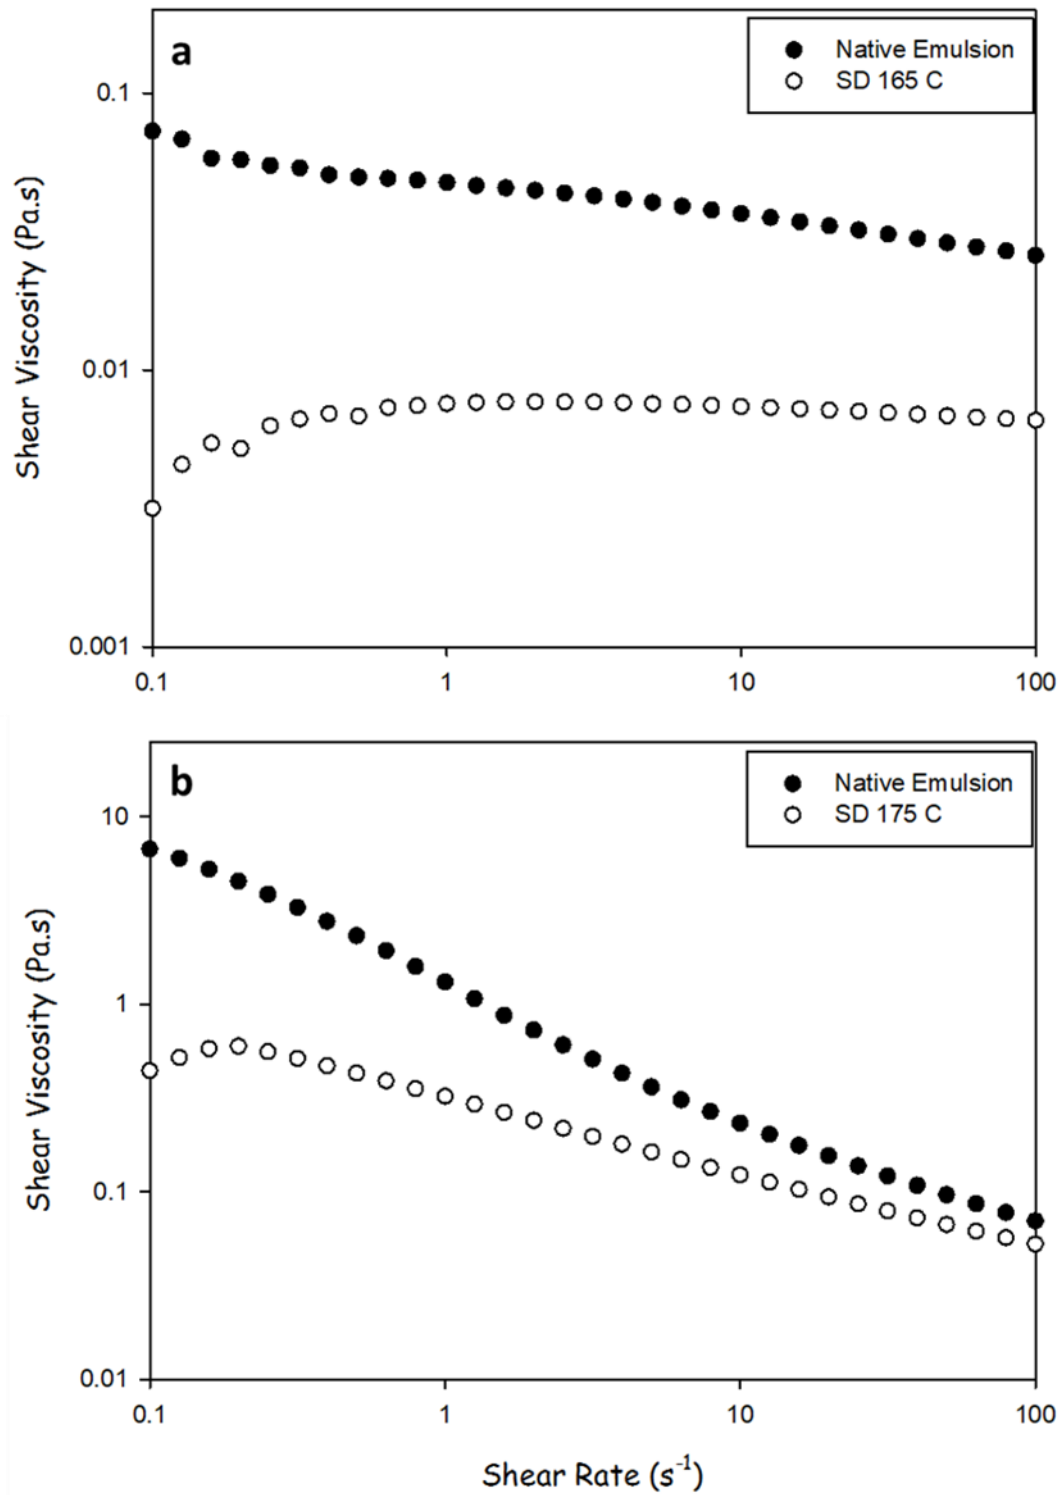 a
Native Emulsion
SD 165 C
0.1
0.01
0.001
Shear Viscosity (Pa.s)
0.1 1 10 100
b
Native Emulsion
SD 175 C
10
1
0.1
0.01
Shear Viscosity (Pa.s)
0.1 1 10 100
Shear Rate (s⁻¹)